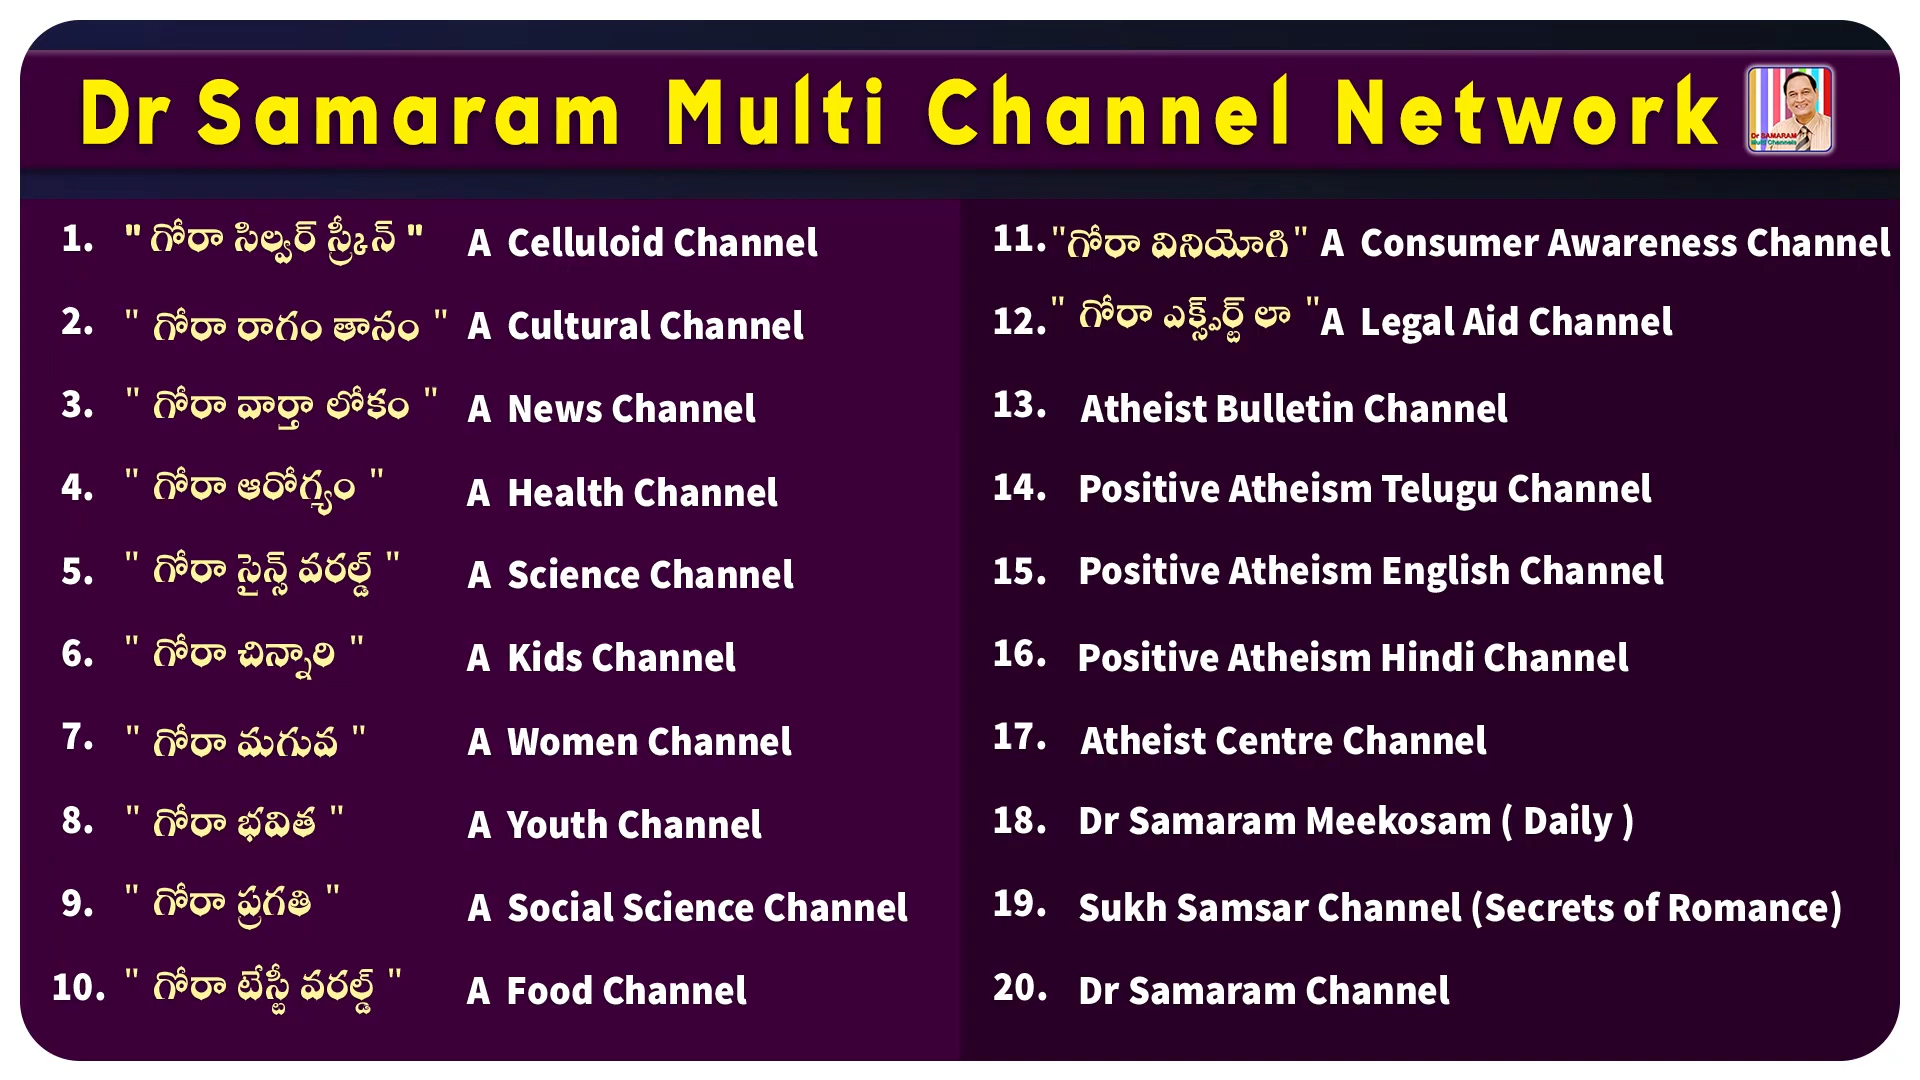 Dr Samaram Multi Channel Network
Dr SAMARAM
Multi Channels
1. " గోరా సిల్వర్ స్క్రీన్ " A Celluloid Channel
2. " గోరా రాగం తానం " A Cultural Channel
3. " గోరా వార్తా లోకం " A News Channel
4. " గోరా ఆరోగ్యం " A Health Channel
5. " గోరా సైన్స్ వరల్డ్ " A Science Channel
6. " గోరా చిన్నారి " A Kids Channel
7. " గోరా మగువ " A Women Channel
8. " గోరా భవిత " A Youth Channel
9. " గోరా ప్రగతి " A Social Science Channel
10. " గోరా టేస్టీ వరల్డ్ " A Food Channel
11. "గోరా వినియోగి" A Consumer Awareness Channel
12. " గోరా ఎక్స్పర్ట్ లా " A Legal Aid Channel
13. Atheist Bulletin Channel
14. Positive Atheism Telugu Channel
15. Positive Atheism English Channel
16. Positive Atheism Hindi Channel
17. Atheist Centre Channel
18. Dr Samaram Meekosam ( Daily )
19. Sukh Samsar Channel (Secrets of Romance)
20. Dr Samaram Channel